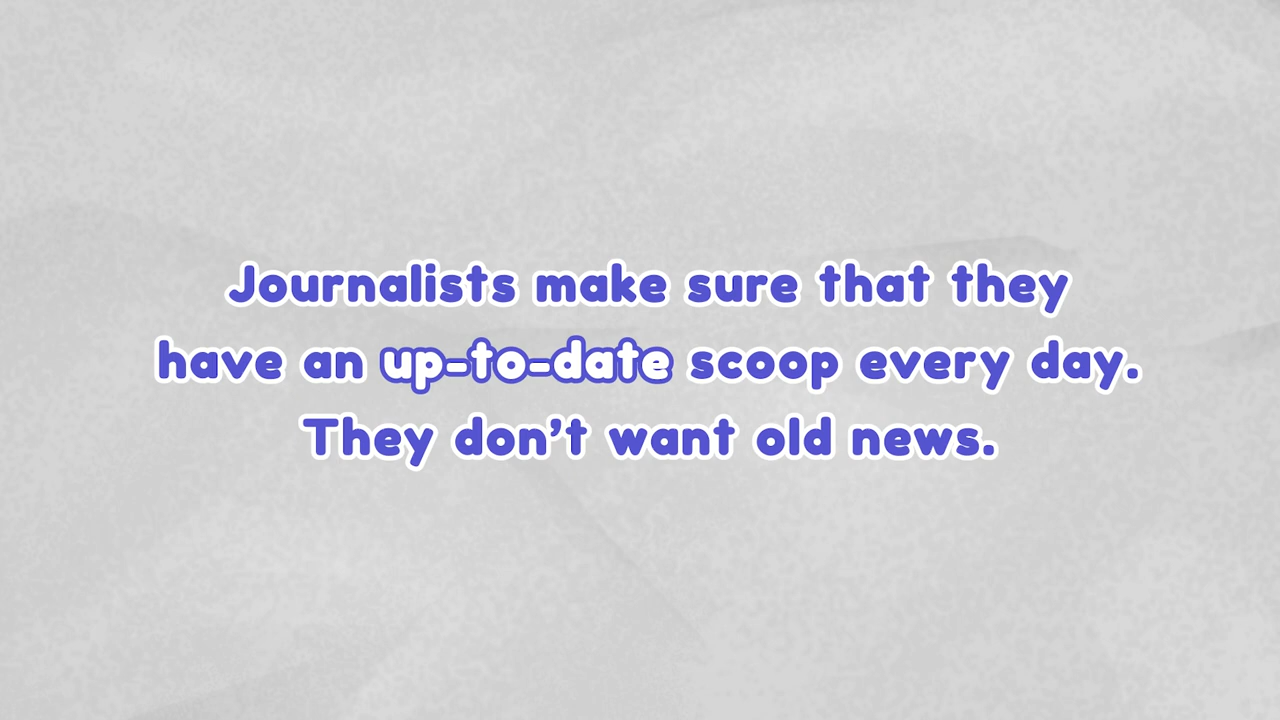 Journalists make sure that they
have an up-to-date scoop every day.
They don’t want old news.